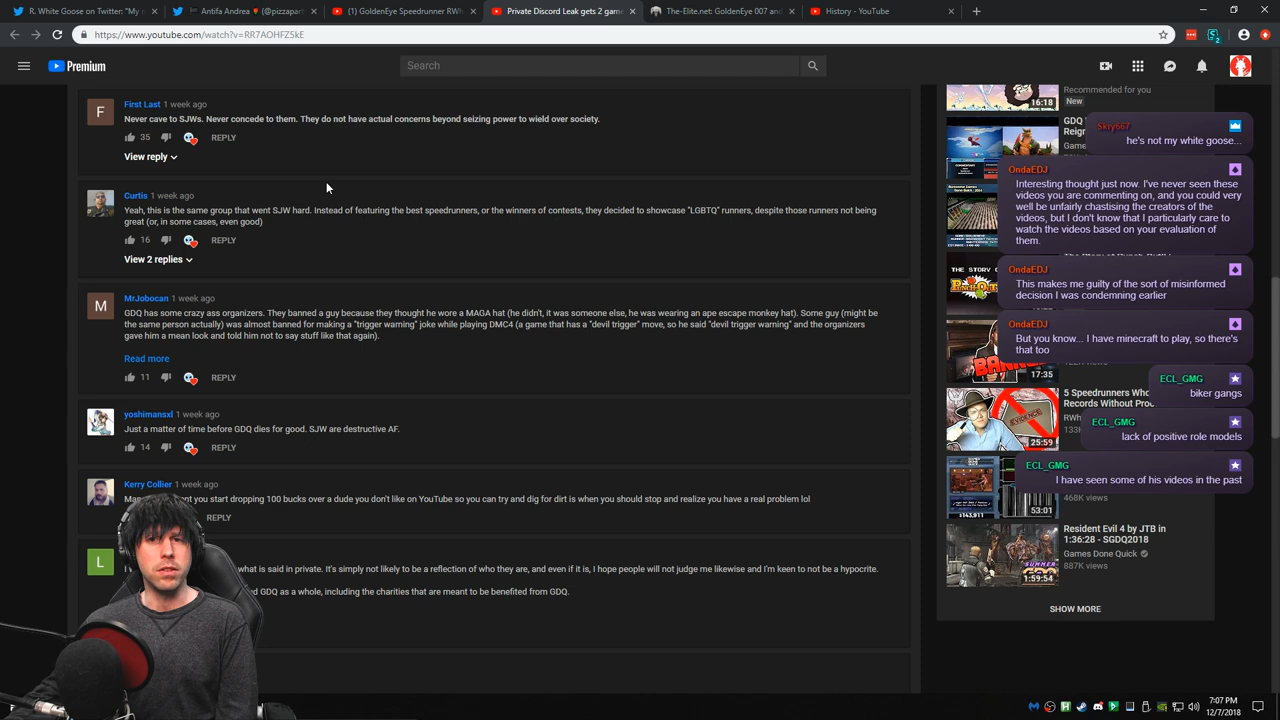 R. White Goose on Twitter: "My r
Antifa Andrea (@pizzapart
(1) GoldenEye Speedrunner RWh
Private Discord Leak gets 2 game
The-Elite.net: GoldenEye 007 and
History - YouTube
https://www.youtube.com/watch?v=RR7AOHFZ5kE
Premium
Search
First Last 1 week ago
Never cave to SJWs. Never concede to them. They do not have actual concerns beyond seizing power to wield over society.
35 REPLY
View reply
Curtis 1 week ago
Yeah, this is the same group that went SJW hard. Instead of featuring the best speedrunners, or the winners of contests, they decided to showcase "LGBTQ" runners, despite those runners not being
great (or, in some cases, even good)
16 REPLY
View 2 replies
MrJobocan 1 week ago
GDQ has some crazy ass organizers. They banned a guy because they thought he wore a MAGA hat (he didn't, it was someone else, he was wearing an ape escape monkey hat). Some guy (might be
the same person actually) was almost banned for making a "trigger warning" joke while playing DMC4 (a game that has a "devil trigger" move, so he said "devil trigger warning" and the organizers
gave him a mean look and told him not to say stuff like that again).
Read more
11 REPLY
yoshimansxl 1 week ago
Just a matter of time before GDQ dies for good. SJW are destructive AF.
14 REPLY
Kerry Collier 1 week ago
you start dropping 100 bucks over a dude you don't like on YouTube so you can try and dig for dirt is when you should stop and realize you have a real problem lol
REPLY
what is said in private. It's simply not likely to be a reflection of who they are, and even if it is, I hope people will not judge me likewise and I'm keen to not be a hypocrite.
GDQ as a whole, including the charities that are meant to be benefited from GDQ.
Recommended for you
New
16:18
GDQ
Reign
Game
Skry667
he's not my white goose...
OndaEDJ
Interesting thought just now. I've never seen these
videos you are commenting on, and you could very
well be unfairly chastising the creators of the
videos, but I don't know that I particularly care to
watch the videos based on your evaluation of
them.
THE STORY OF
OndaEDJ
This makes me guilty of the sort of misinformed
decision I was condemning earlier
OndaEDJ
But you know... I have minecraft to play, so there's
that too
17:35
ECL_GMG
biker gangs
5 Speedrunners Who
Records Without Proo
RWh
133K
EVIDENCE
25:59
ECL_GMG
lack of positive role models
ECL_GMG
I have seen some of his videos in the past
468K views
$143,911
53:01
Resident Evil 4 by JTB in
1:36:28 - SGDQ2018
Games Done Quick
887K views
1:59:54
SHOW MORE
7:07 PM
12/7/2018